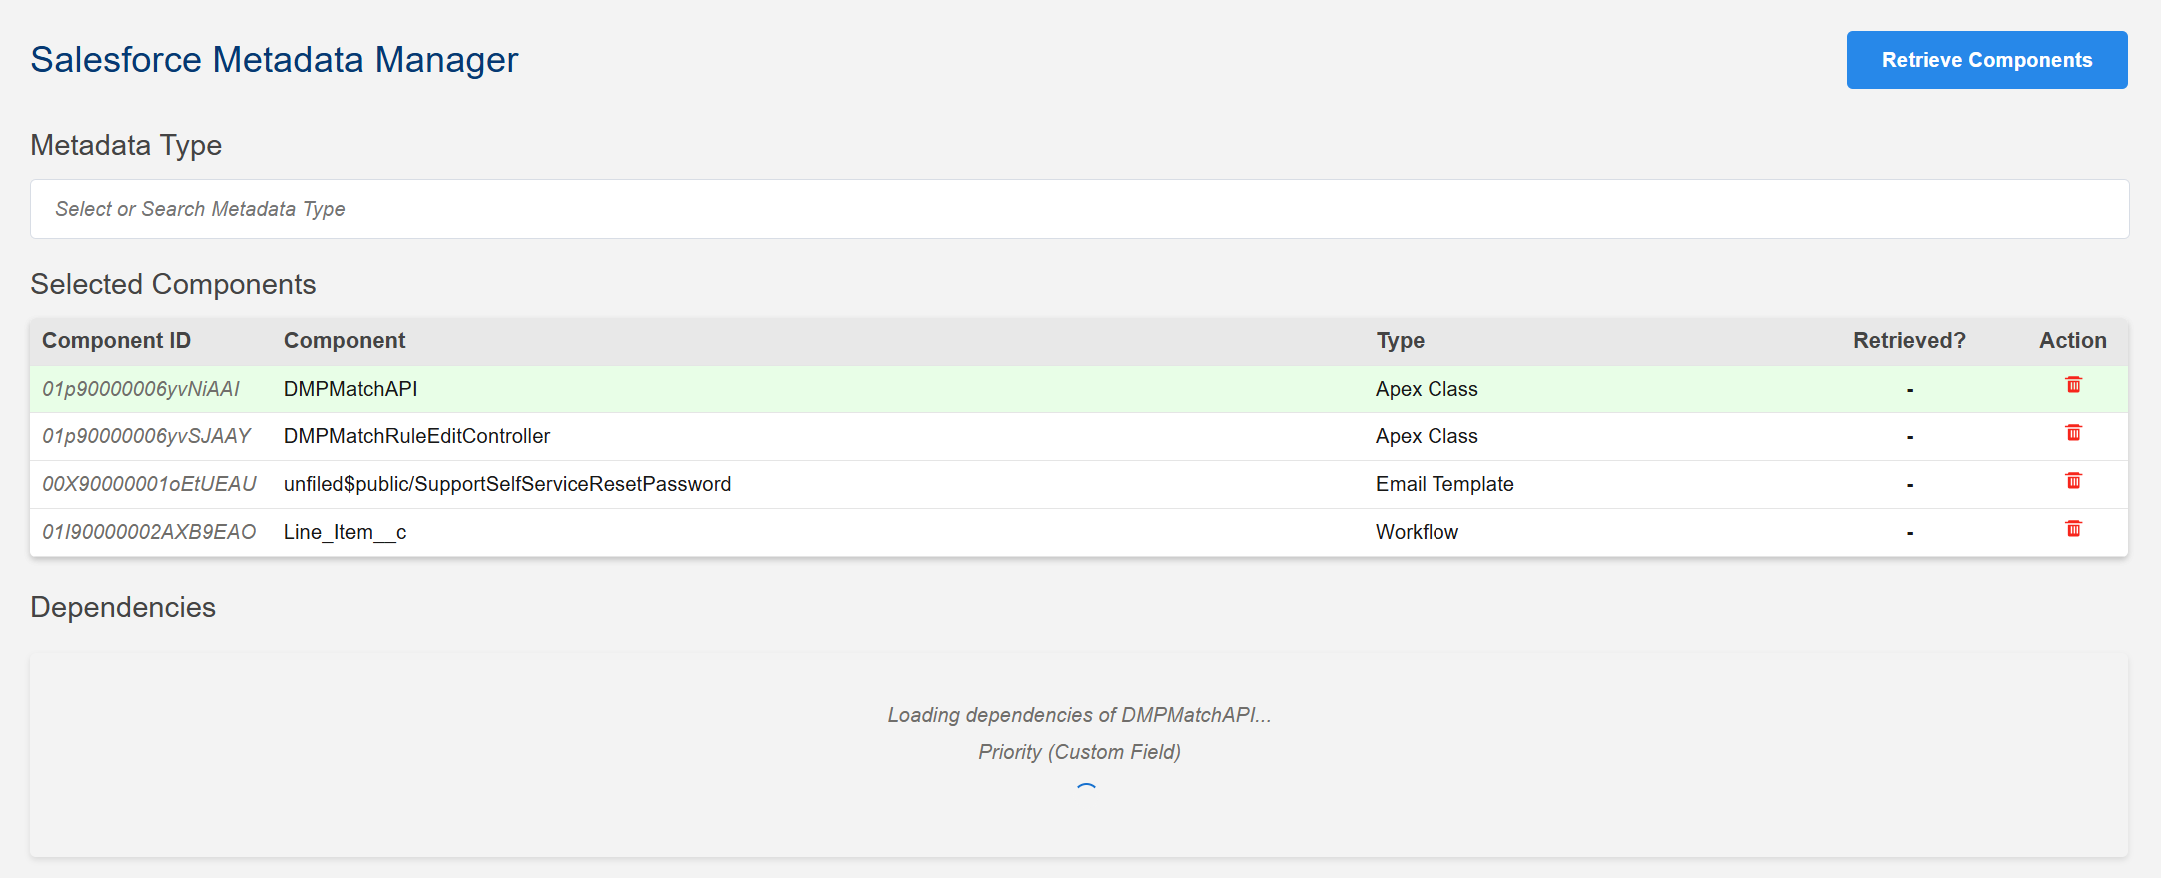 Salesforce Metadata Manager
Retrieve Components
Metadata Type
Select or Search Metadata Type
Selected Components
Component ID Component Type Retrieved? Action
01p90000006yvNiAAI DMPMatchAPI Apex Class -
01p90000006yvSJAAY DMPMatchRuleEditController Apex Class -
00X90000001oEtUEAU unfiled$public/SupportSelfServiceResetPassword Email Template -
01I90000002AXB9EAO Line_Item__c Workflow -
Dependencies
Loading dependencies of DMPMatchAPI...
Priority (Custom Field)